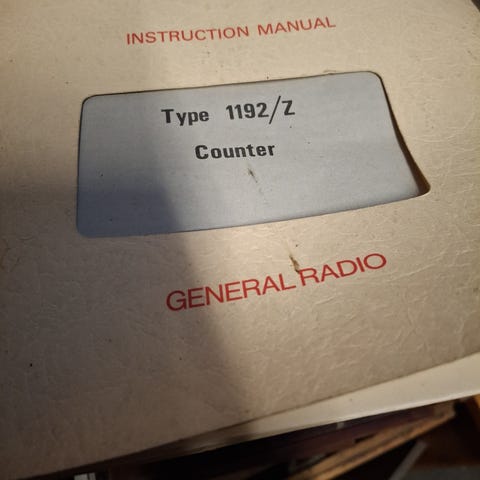 INSTRUCTION MANUAL
Type 1192/Z
Counter
GENERAL RADIO